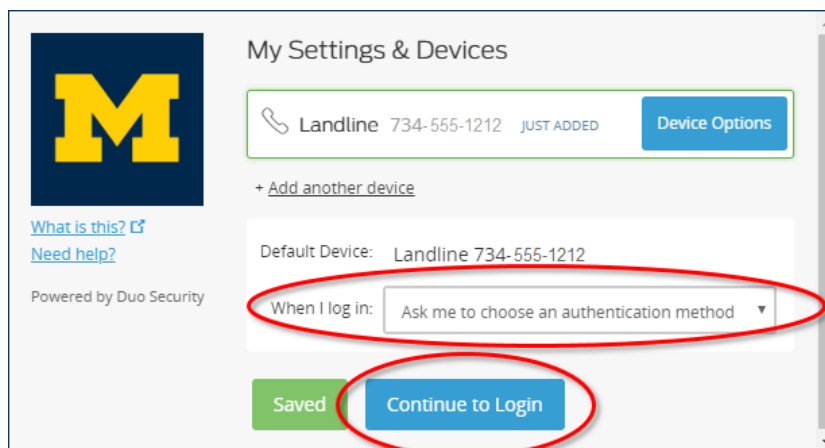 M
My Settings & Devices
Landline 734-555-1212 JUST ADDED Device Options
+ Add another device
What is this?
Need help?
Powered by Duo Security
Default Device: Landline 734-555-1212
When I log in: Ask me to choose an authentication method
Saved Continue to Login